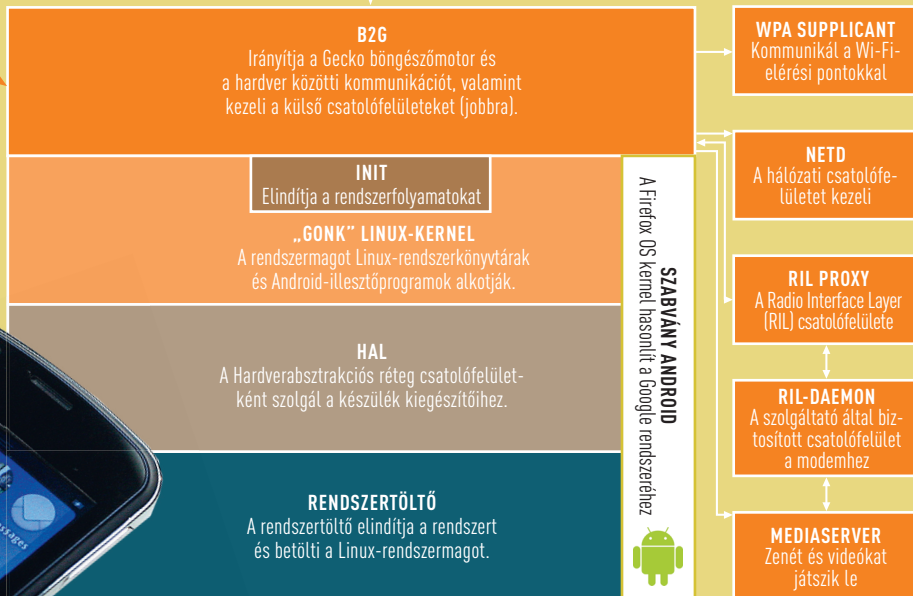 B2G
Irányítja a Gecko böngészőmotor és
a hardver közötti kommunikációt, valamint
kezeli a külső csatolófelületeket (jobbra).
INIT
Elindítja a rendszerfolyamatokat
„GONK” LINUX-KERNEL
A rendszermagot Linux-rendszerkönyvtárak
és Android-illesztőprogramok alkotják.
HAL
A Hardverabsztrakciós réteg csatolófelület-
ként szolgál a készülék kiegészítőihez.
RENDSZERTÖLTŐ
A rendszertöltő elindítja a rendszert
és betölti a Linux-rendszermagot.
SZABVÁNY ANDROID
A Firefox OS kernel hasonlít a Google rendszeréhez
WPA SUPPLICANT
Kommunikál a Wi-Fi-
elérési pontokkal
NETD
A hálózati csatolófe-
lületet kezeli
RIL PROXY
A Radio Interface Layer
(RIL) csatolófelülete
RIL-DAEMON
A szolgáltató által biz-
tosított csatolófelület
a modemhez
MEDIASERVER
Zenét és videókat
játszik le